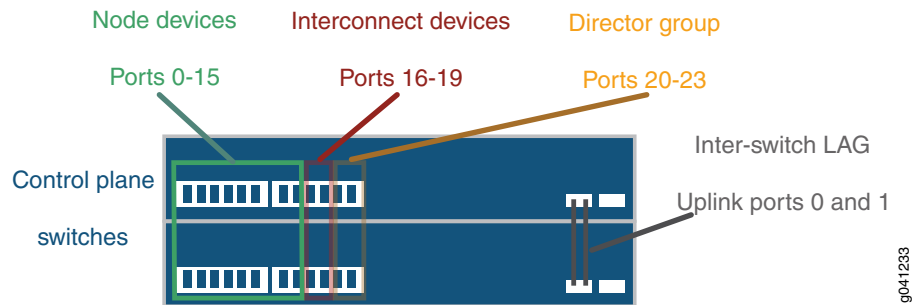 Node devices
Interconnect devices
Director group
Ports 0-15
Ports 16-19
Ports 20-23
Inter-switch LAG
Control plane
Uplink ports 0 and 1
switches
g041233